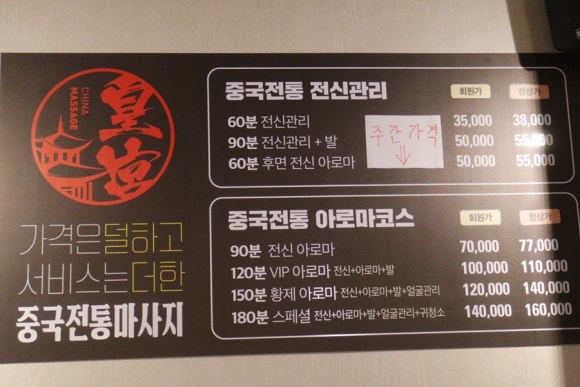 皇宮
CHINA
MASSAGE
가격은덜하고
서비스는더한
중국전통마사지
중국전통 전신관리 회원가 정상가
60분 전신관리 35,000 38,000
90분 전신관리 + 발 50,000 55,000
60분 후면 전신 아로마 50,000 55,000
주간가격
중국전통 아로마코스 회원가 정상가
90분 전신 아로마 70,000 77,000
120분 VIP 아로마 전신+아로마+발 100,000 110,000
150분 황제 아로마 전신+아로마+발+얼굴관리 120,000 140,000
180분 스페셜 전신+아로마+발+얼굴관리+귀청소 140,000 160,000